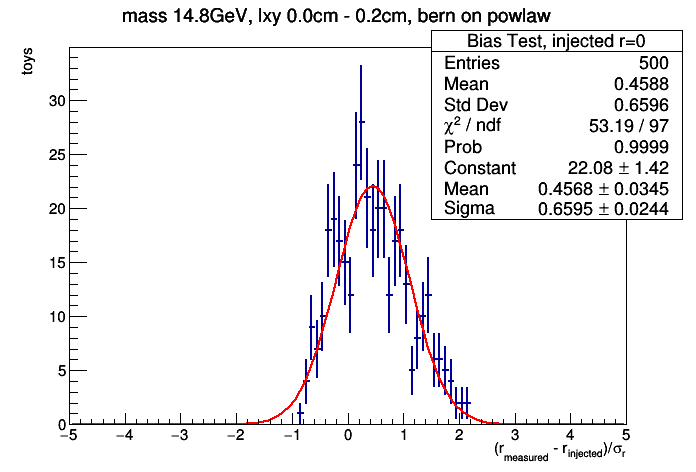 mass 14.8GeV, lxy 0.0cm - 0.2cm, bern on powlaw
toys
Bias Test, injected r=0
Entries 500
Mean 0.4588
Std Dev 0.6596
χ² / ndf 53.19 / 97
Prob 0.9999
Constant 22.08 ± 1.42
Mean 0.4568 ± 0.0345
Sigma 0.6595 ± 0.0244
30
25
20
15
10
5
0
−5 −4 −3 −2 −1 0 1 2 3 4 5
(r_measured - r_injected)/σ_r